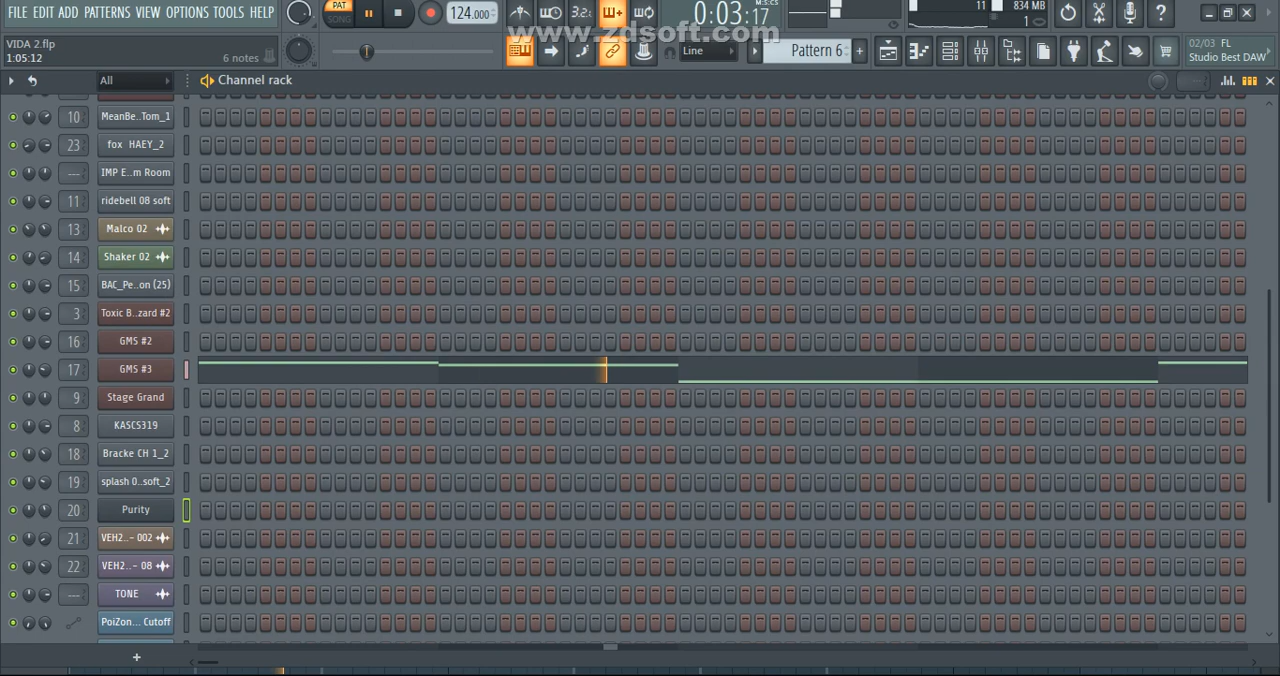 FILE EDIT ADD PATTERNS VIEW OPTIONS TOOLS HELP
PAT
SONG
124.000
3.2
0:03:17
M:S:CS
11
834 MB
1
www.zdsoft.com
VIDA 2.flp
1:05:12
6 notes
Line
Pattern 6
02/03 FL
Studio Best DAW
All
Channel rack
10 MeanBe..Tom_1
23 fox HAEY_2
--- IMP E..m Room
11 ridebell 08 soft
13 Malco 02
14 Shaker 02
15 BAC_Pe..on (25)
3 Toxic B..zard #2
16 GMS #2
17 GMS #3
9 Stage Grand
8 KASCS319
18 Bracke CH 1_2
19 splash 0..soft_2
20 Purity
21 VEH2..- 002
22 VEH2..- 08
--- TONE
PoiZon... Cutoff